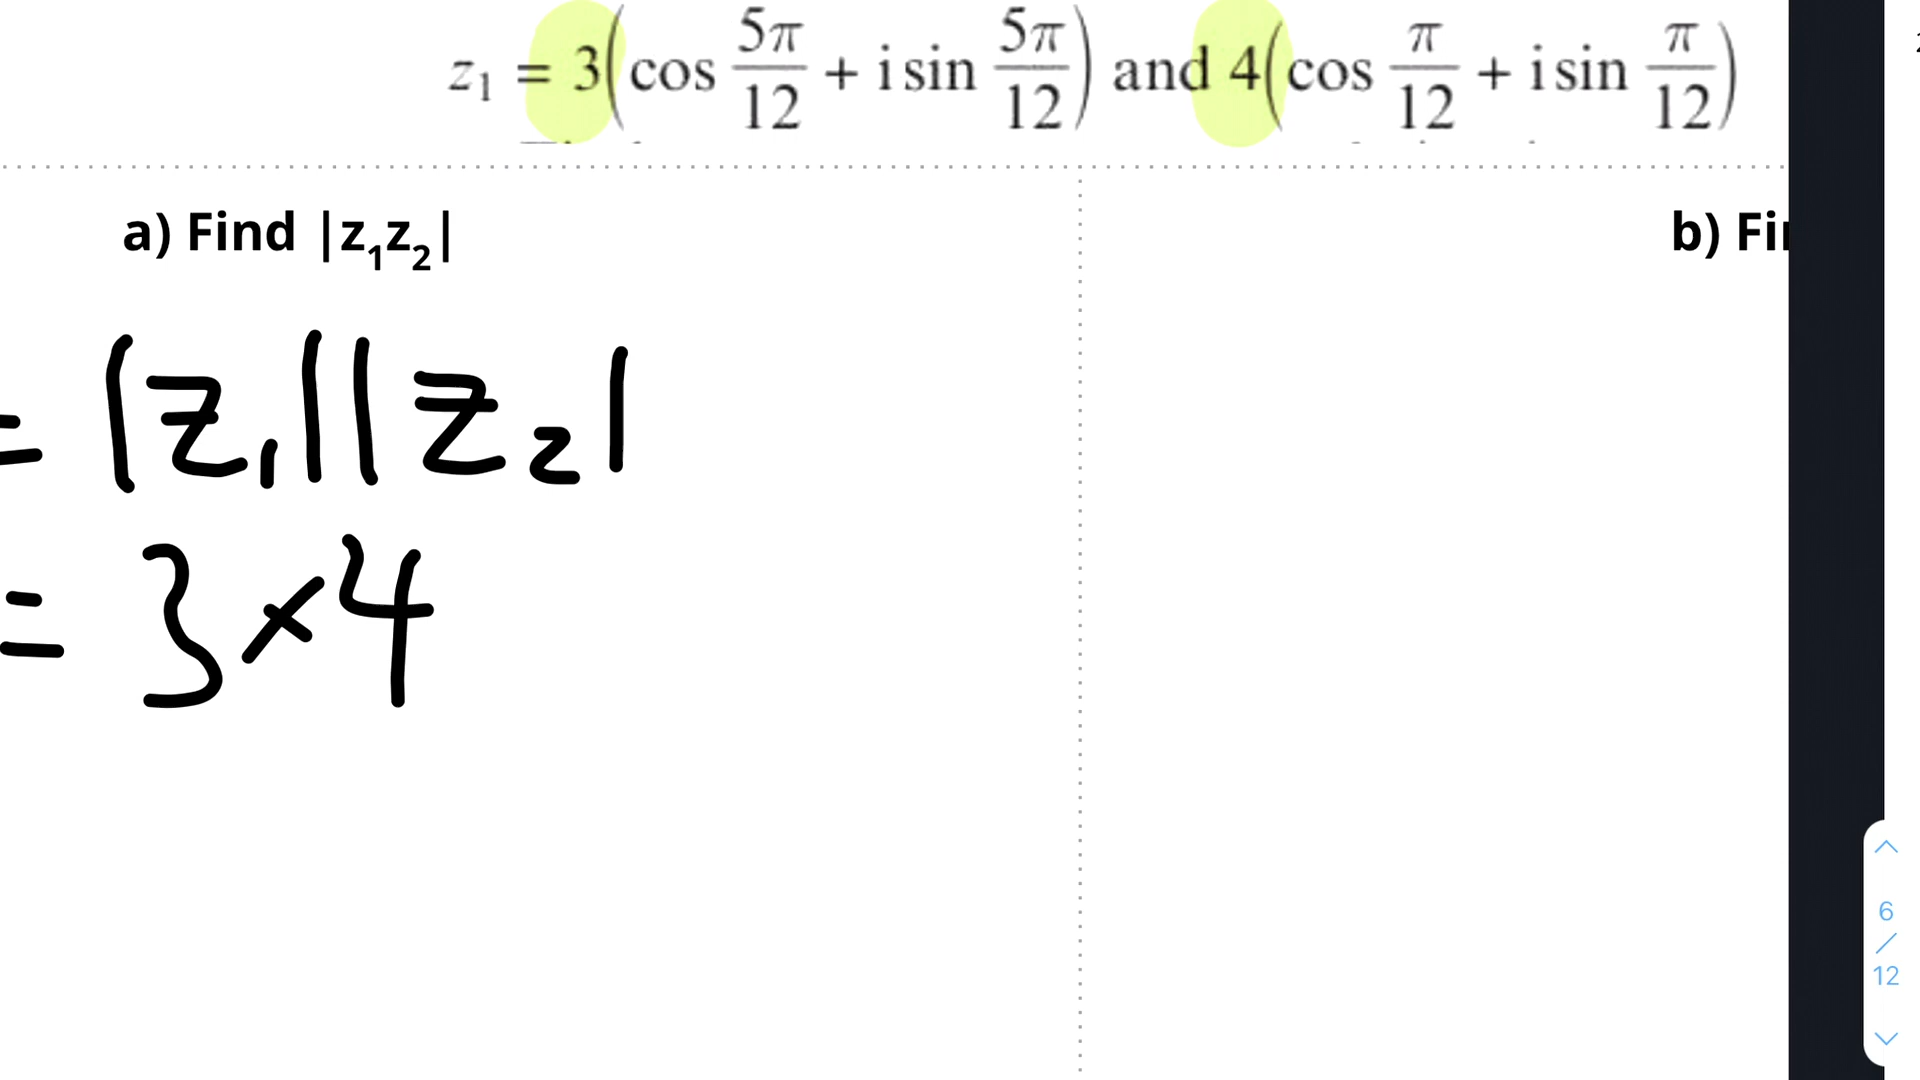 z₁ = 3(cos 5π/12 + i sin 5π/12) and 4(cos π/12 + i sin π/12)
a) Find |z₁z₂|
b) Fi
= |z₁||z₂|
= 3×4
6
/
12